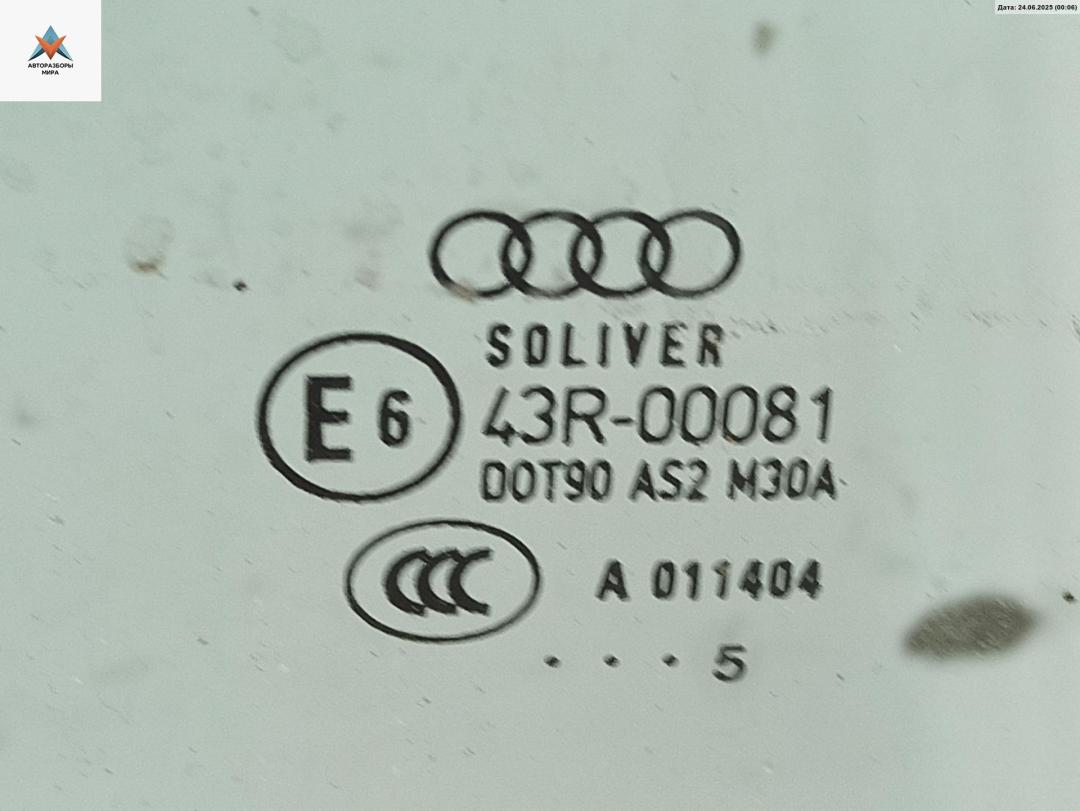 АВТОРАЗБОРЫ
МИРА
Дата: 24.06.2025 (00:06)
SOLIVER
E 6
43R-00081
DOT90 AS2 M30A
CCC
A 011404
. . . 5